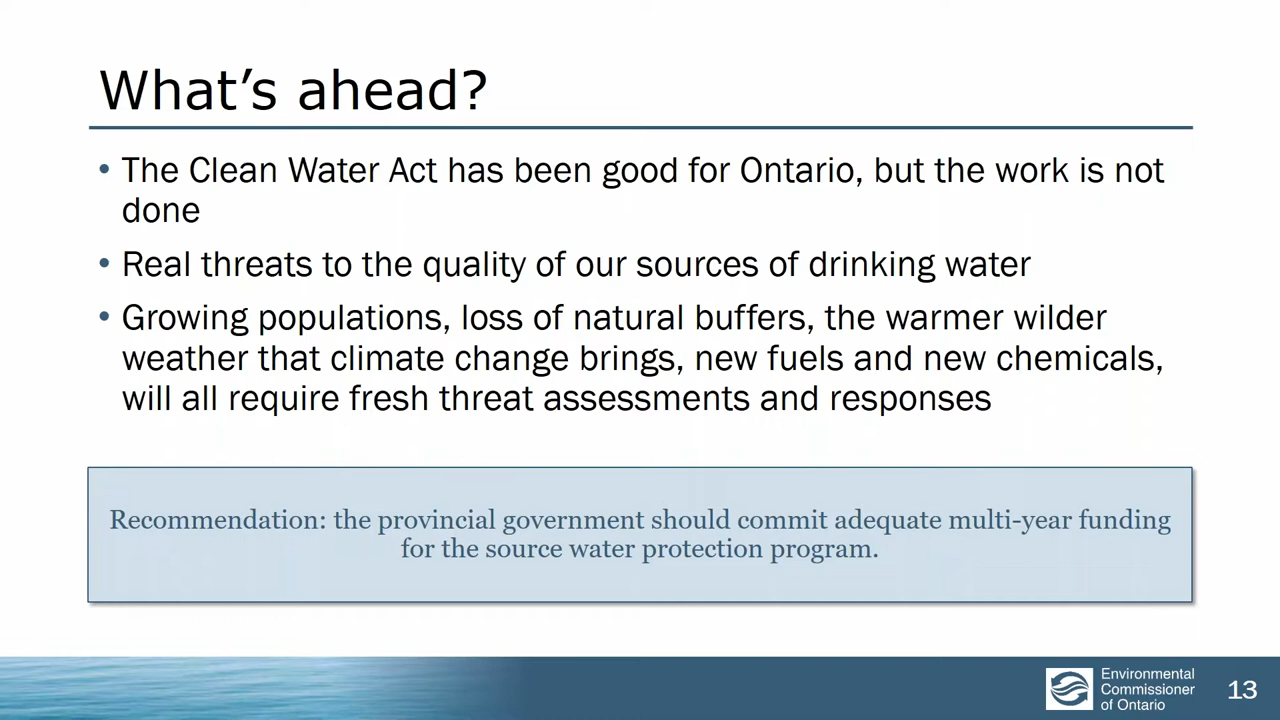 What’s ahead?
• The Clean Water Act has been good for Ontario, but the work is not
done
• Real threats to the quality of our sources of drinking water
• Growing populations, loss of natural buffers, the warmer wilder
weather that climate change brings, new fuels and new chemicals,
will all require fresh threat assessments and responses
Recommendation: the provincial government should commit adequate multi-year funding
for the source water protection program.
Environmental
Commissioner
of Ontario
13